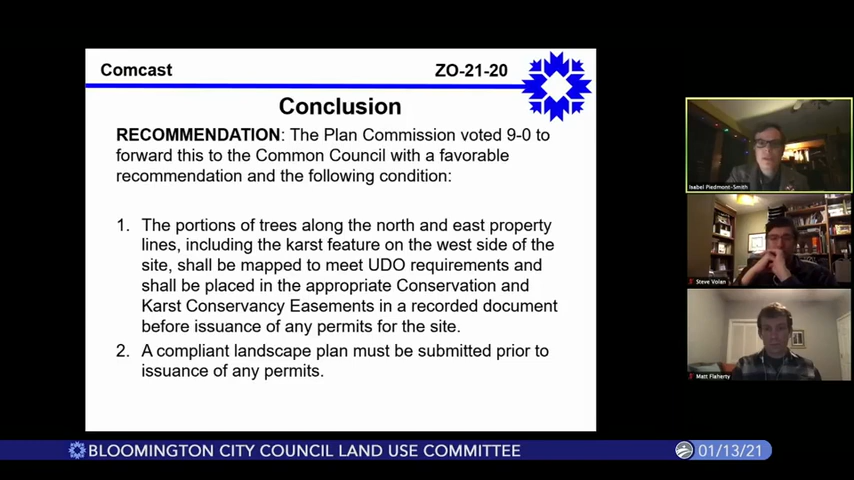 Comcast
ZO-21-20
Conclusion
RECOMMENDATION: The Plan Commission voted 9-0 to
forward this to the Common Council with a favorable
recommendation and the following condition:
1. The portions of trees along the north and east property
lines, including the karst feature on the west side of the
site, shall be mapped to meet UDO requirements and
shall be placed in the appropriate Conservation and
Karst Conservancy Easements in a recorded document
before issuance of any permits for the site.
2. A compliant landscape plan must be submitted prior to
issuance of any permits.
Isabel Piedmont-Smith
Steve Volan
Matt Flaherty
BLOOMINGTON CITY COUNCIL LAND USE COMMITTEE
01/13/21